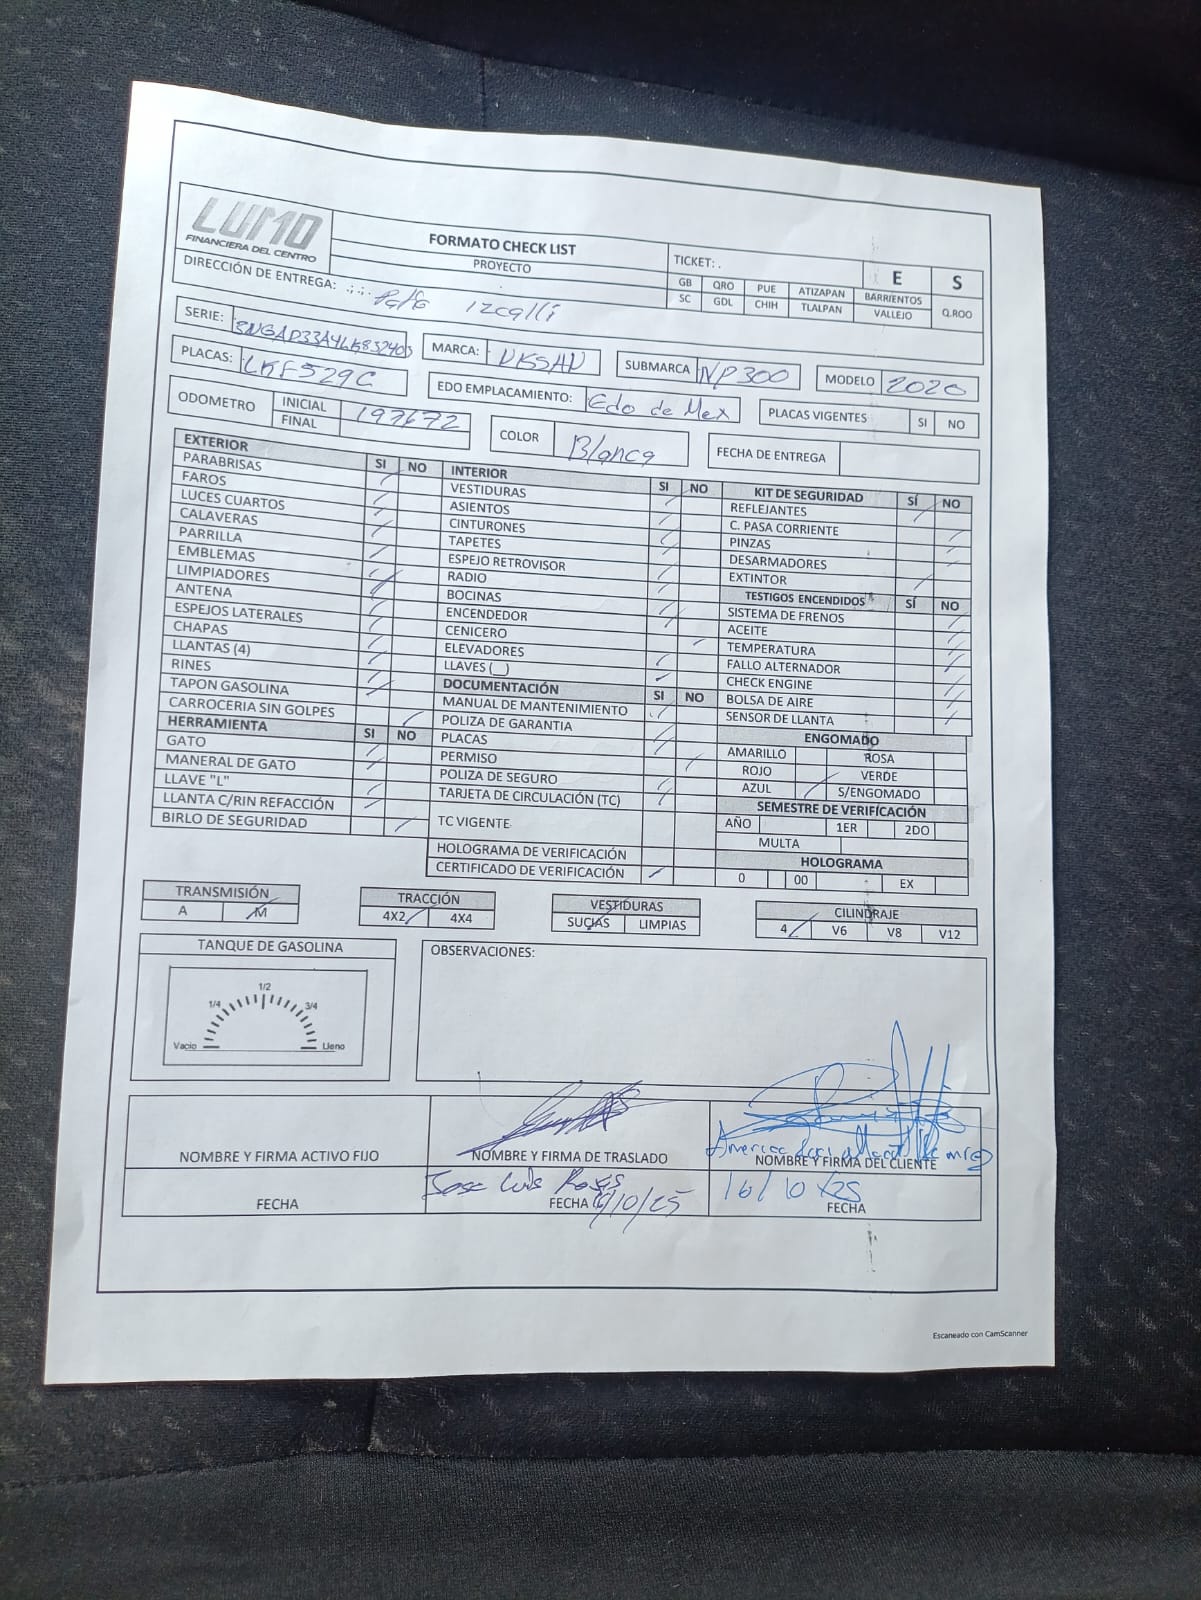 LUMO
FINANCIERA DEL CENTRO
FORMATO CHECK LIST
PROYECTO
TICKET: .
E
S
GB QRO PUE ATIZAPAN BARRIENTOS
SC GDL CHIH TLALPAN VALLEJO Q.ROO
DIRECCIÓN DE ENTREGA: Izcalli
SERIE:
MARCA: NISSAN
SUBMARCA NP300
MODELO 2020
PLACAS: LKF529C
EDO EMPLACAMIENTO: Edo de Mex
PLACAS VIGENTES SI NO
ODOMETRO INICIAL 197672
FINAL
COLOR Blanca
FECHA DE ENTREGA
EXTERIOR SI NO
PARABRISAS
FAROS
LUCES CUARTOS
CALAVERAS
PARRILLA
EMBLEMAS
LIMPIADORES
ANTENA
ESPEJOS LATERALES
CHAPAS
LLANTAS (4)
RINES
TAPON GASOLINA
CARROCERIA SIN GOLPES
HERRAMIENTA SI NO
GATO
MANERAL DE GATO
LLAVE "L"
LLANTA C/RIN REFACCIÓN
BIRLO DE SEGURIDAD
INTERIOR SI NO
VESTIDURAS
ASIENTOS
CINTURONES
TAPETES
ESPEJO RETROVISOR
RADIO
BOCINAS
ENCENDEDOR
CENICERO
ELEVADORES
LLAVES (__)
DOCUMENTACIÓN SI NO
MANUAL DE MANTENIMIENTO
POLIZA DE GARANTIA
PLACAS
PERMISO
POLIZA DE SEGURO
TARJETA DE CIRCULACIÓN (TC)
TC VIGENTE
HOLOGRAMA DE VERIFICACIÓN
CERTIFICADO DE VERIFICACIÓN
KIT DE SEGURIDAD SÍ NO
REFLEJANTES
C. PASA CORRIENTE
PINZAS
DESARMADORES
EXTINTOR
TESTIGOS ENCENDIDOS SÍ NO
SISTEMA DE FRENOS
ACEITE
TEMPERATURA
FALLO ALTERNADOR
CHECK ENGINE
BOLSA DE AIRE
SENSOR DE LLANTA
ENGOMADO
AMARILLO ROSA
ROJO VERDE
AZUL S/ENGOMADO
SEMESTRE DE VERIFICACIÓN
AÑO 1ER 2DO
MULTA
HOLOGRAMA
0 00 EX
TRANSMISIÓN
A M
TRACCIÓN
4X2 4X4
VESTIDURAS
SUCIAS LIMPIAS
CILINDRAJE
4 V6 V8 V12
TANQUE DE GASOLINA
1/2
1/4 3/4
Vacio Lleno
OBSERVACIONES:
NOMBRE Y FIRMA ACTIVO FIJO
NOMBRE Y FIRMA DE TRASLADO
NOMBRE Y FIRMA DEL CLIENTE
Jose Luis Rosas
16/10/25
FECHA
FECHA 16/10/25
FECHA
Escaneado con CamScanner